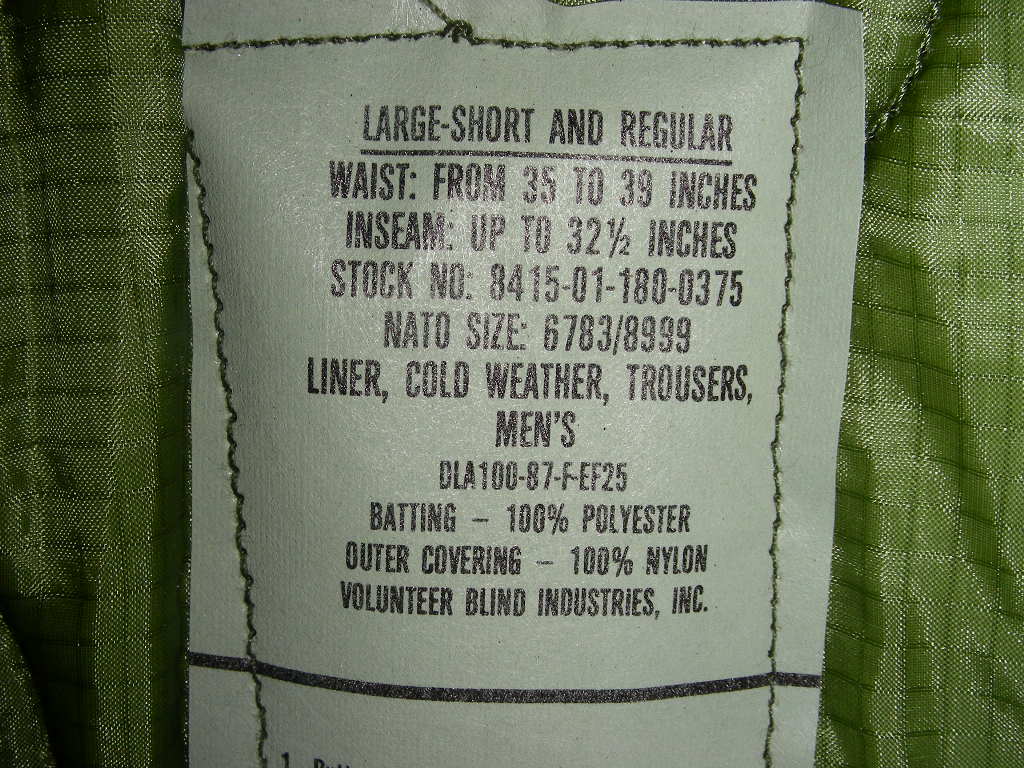 LARGE-SHORT AND REGULAR
WAIST: FROM 35 TO 39 INCHES
INSEAM: UP TO 32½ INCHES
STOCK NO: 8415-01-180-0375
NATO SIZE: 6783/8999
LINER, COLD WEATHER, TROUSERS,
MEN'S
DLA100-87-F-EF25
BATTING — 100% POLYESTER
OUTER COVERING — 100% NYLON
VOLUNTEER BLIND INDUSTRIES, INC.
1.